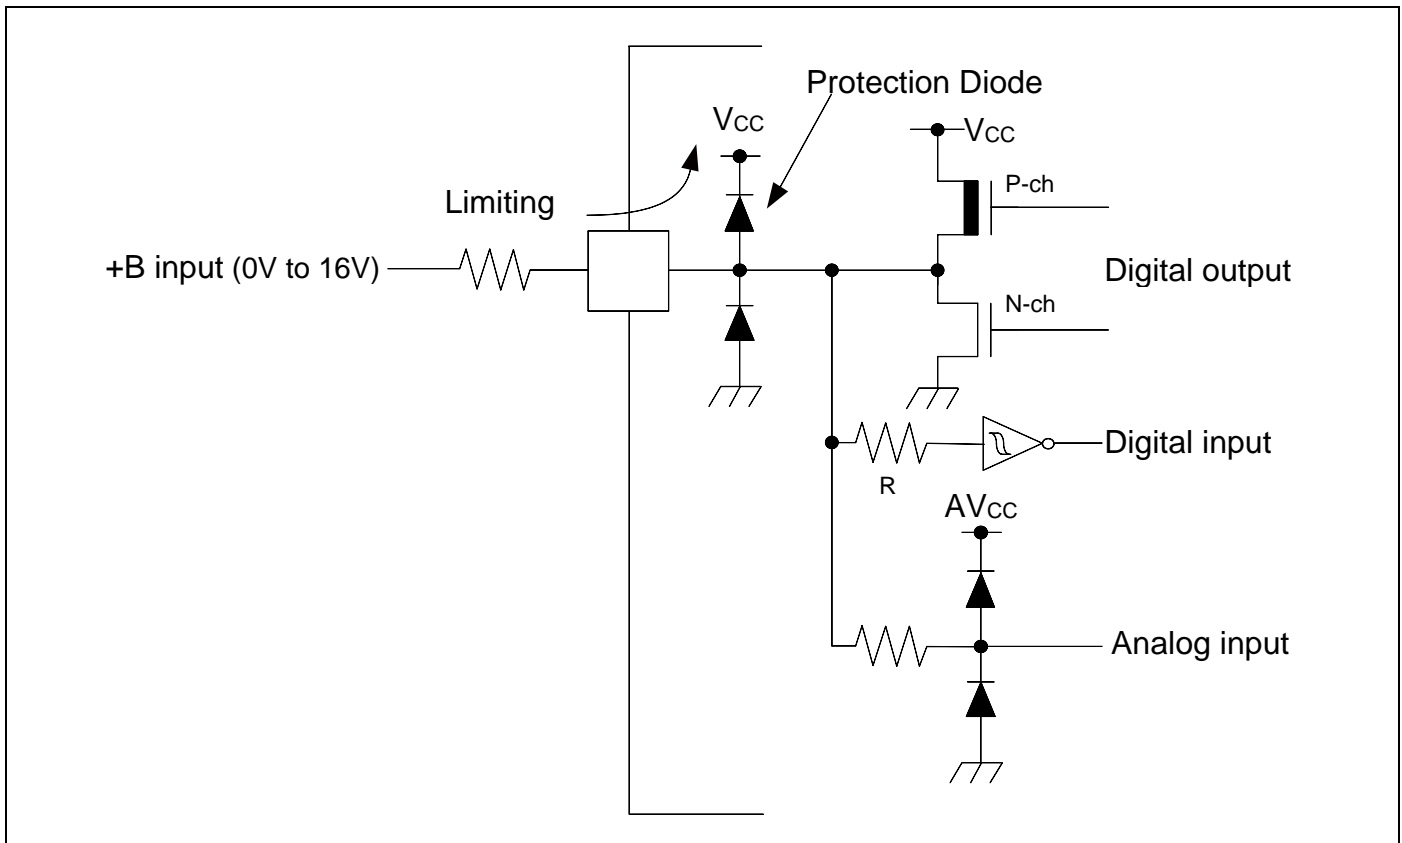 Protection Diode
VCC
VCC
P-ch
Limiting
+B input (0V to 16V)
Digital output
N-ch
Digital input
R
AVCC
Analog input